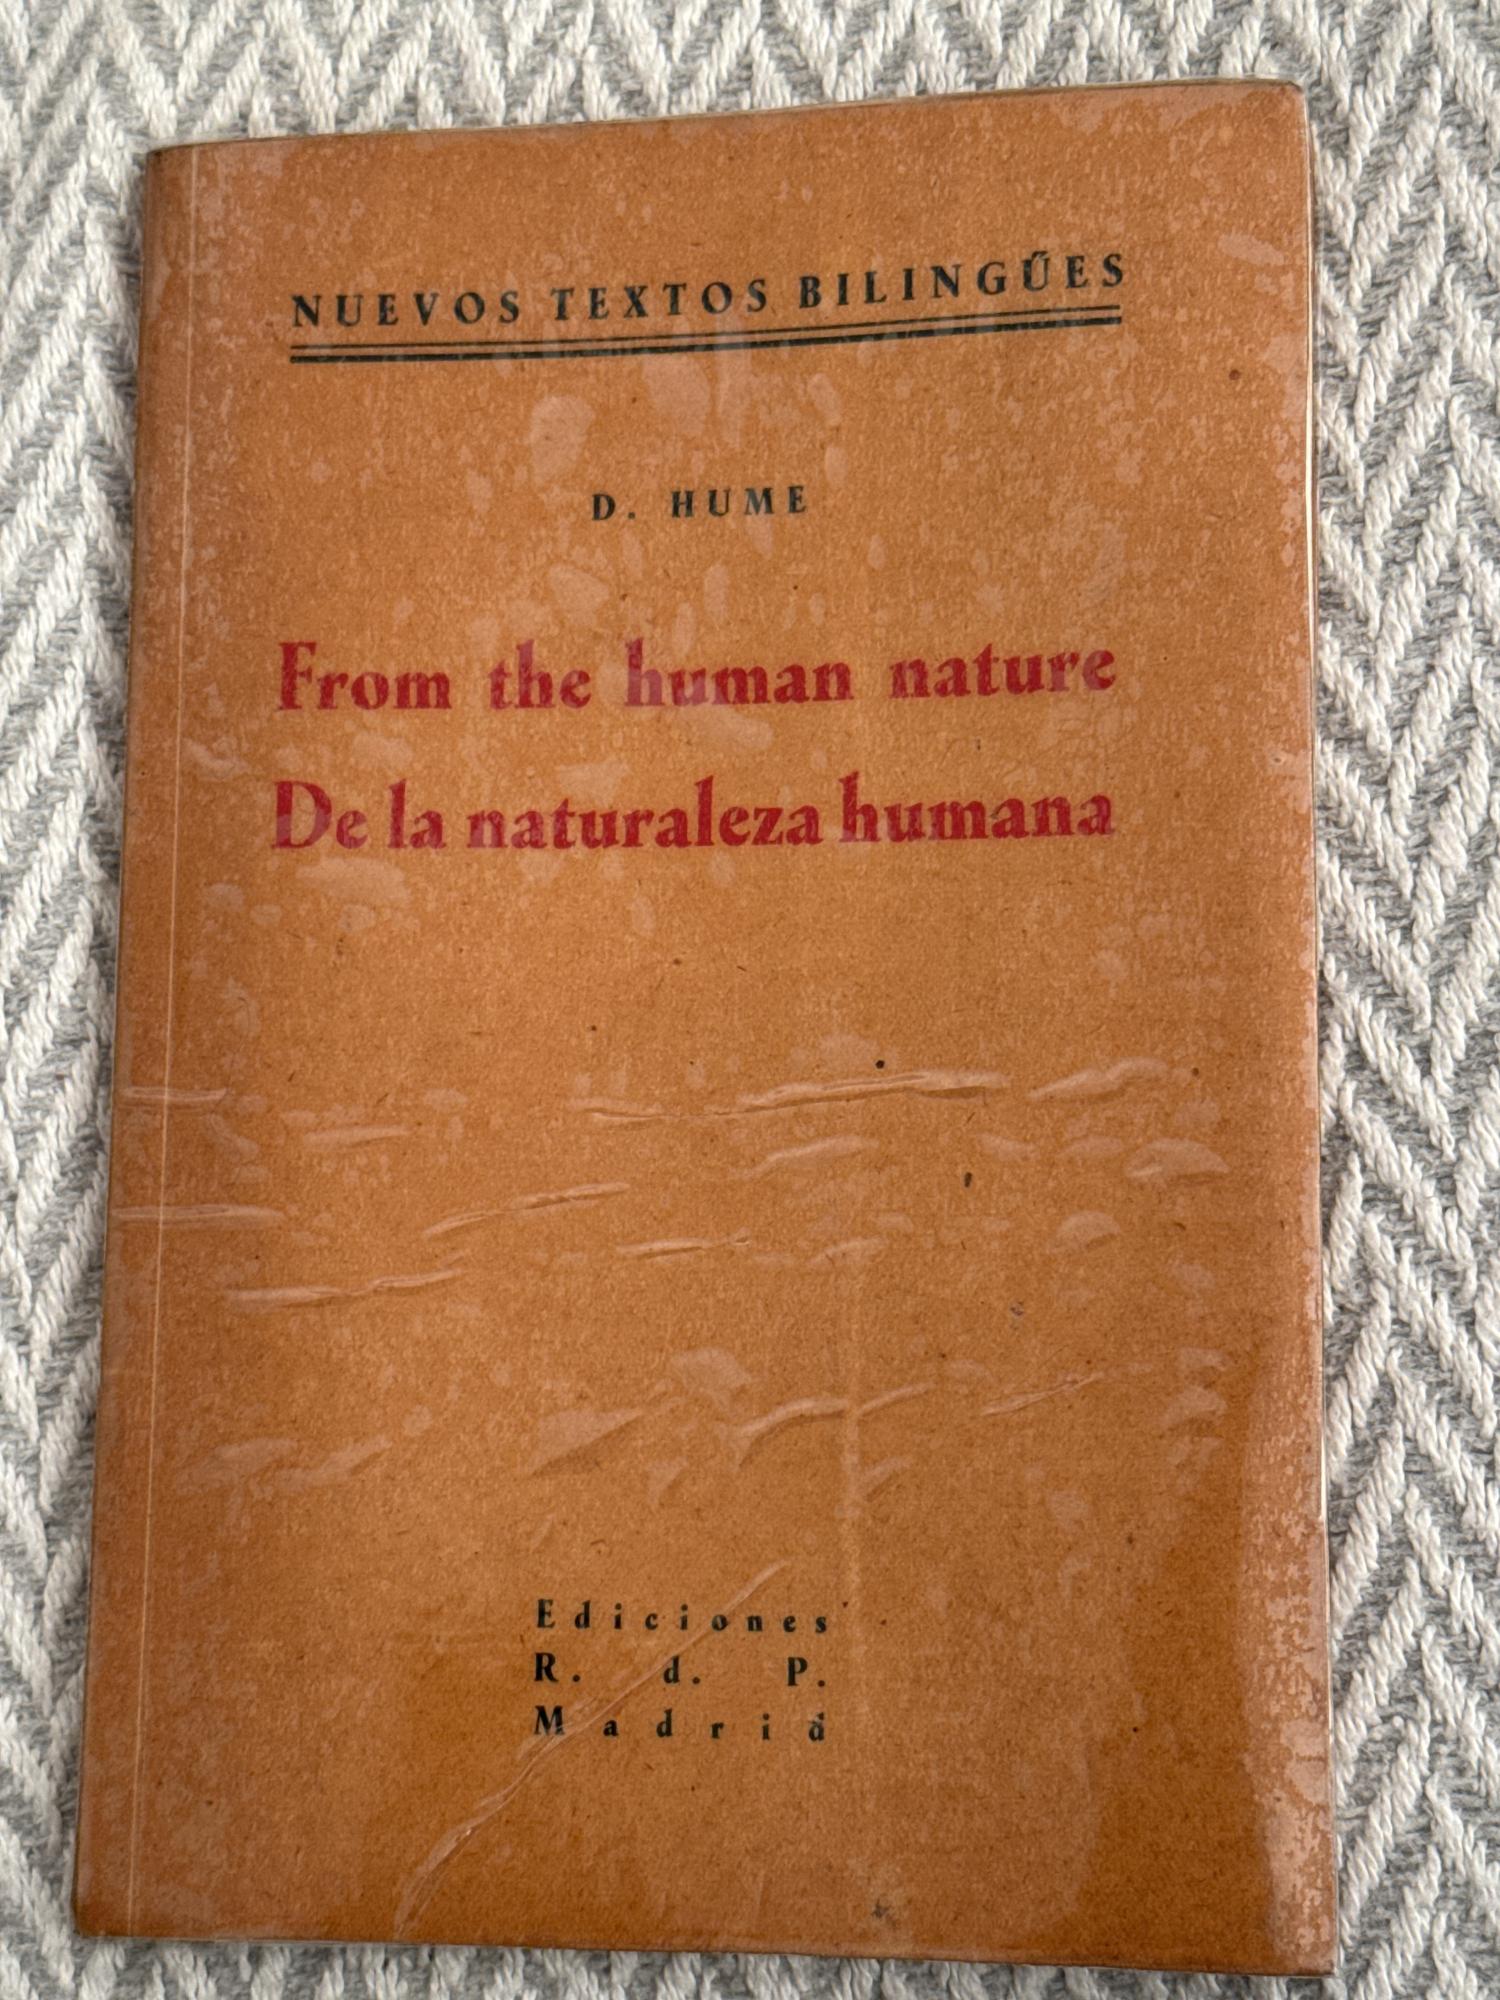 NUEVOS TEXTOS BILINGÜES
D. HUME
From the human nature
De la naturaleza humana
Ediciones
R. d. P.
Madrid